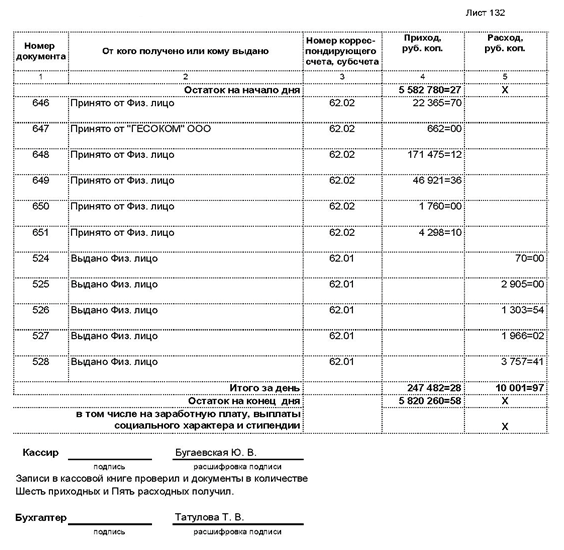 Лист 132
Номер документа От кого получено или кому выдано Номер коррес-пондирующего счета, субсчета Приход, руб. коп. Расход, руб. коп.
1 2 3 4 5
Остаток на начало дня 5 582 780=27 X
646 Принято от Физ. лицо 62.02 22 365=70
647 Принято от "ГЕСОКОМ" ООО 62.02 662=00
648 Принято от Физ. лицо 62.02 171 475=12
649 Принято от Физ. лицо 62.02 46 921=36
650 Принято от Физ. лицо 62.02 1 760=00
651 Принято от Физ. лицо 62.02 4 298=10
524 Выдано Физ. лицо 62.01 70=00
525 Выдано Физ. лицо 62.01 2 905=00
526 Выдано Физ. лицо 62.01 1 303=54
527 Выдано Физ. лицо 62.01 1 966=02
528 Выдано Физ. лицо 62.01 3 757=41
Итого за день 247 482=28 10 001=97
Остаток на конец дня 5 820 260=58 X
в том числе на заработную плату, выплаты
социального характера и стипендии X
Кассир Бугаевская Ю. В.
подпись расшифровка подписи
Записи в кассовой книге проверил и документы в количестве
Шесть приходных и Пять расходных получил.
Бухгалтер Татулова Т. В.
подпись расшифровка подписи